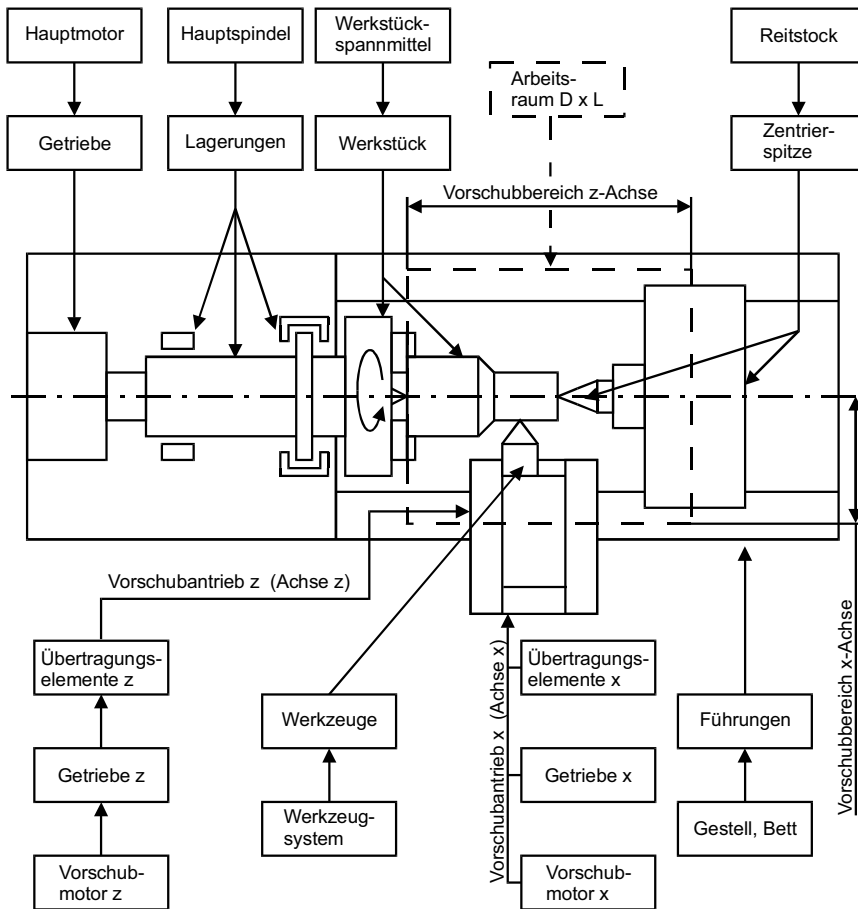 Hauptmotor
Hauptspindel
Werkstück-
spannmittel
Reitstock
Arbeits-
raum D x L
Getriebe
Lagerungen
Werkstück
Zentrier-
spitze
Vorschubbereich z-Achse
Vorschubantrieb z (Achse z)
Übertragungs-
elemente z
Getriebe z
Vorschub-
motor z
Werkzeuge
Werkzeug-
system
Vorschubantrieb x (Achse x)
Übertragungs-
elemente x
Getriebe x
Vorschub-
motor x
Führungen
Gestell, Bett
Vorschubbereich x-Achse